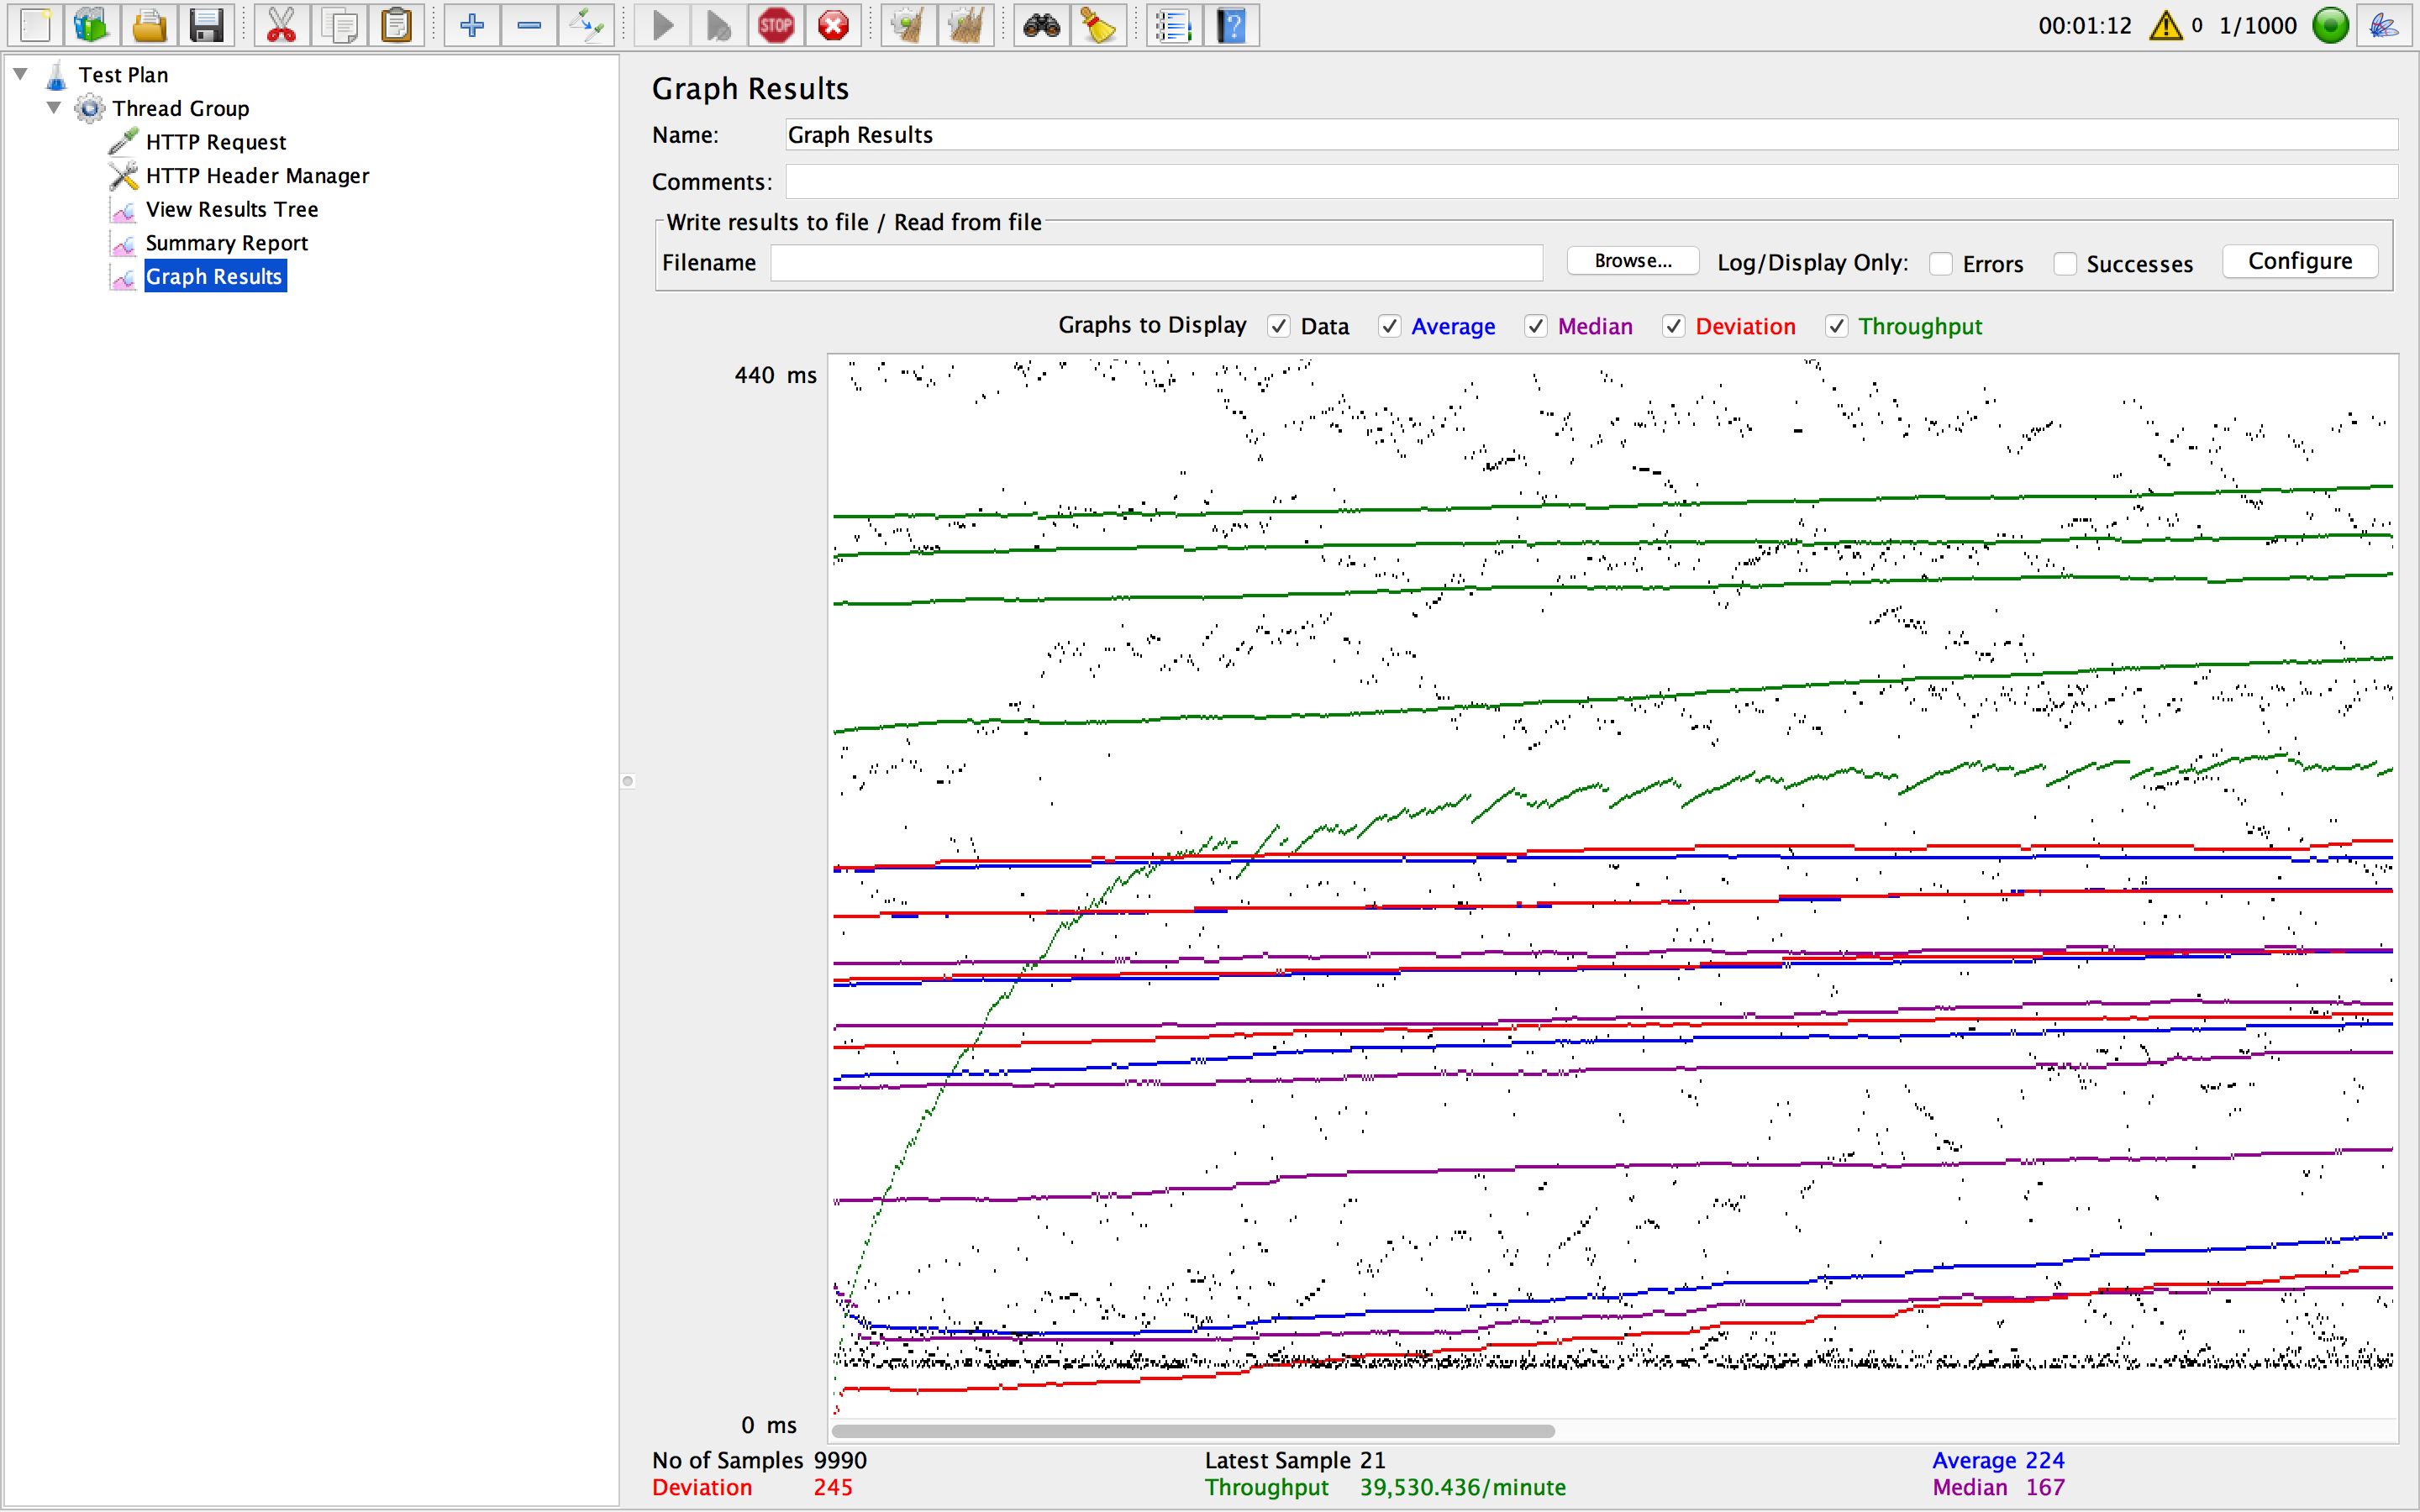 STOP
?
00:01:12 0 1/1000
Test Plan
Thread Group
HTTP Request
HTTP Header Manager
View Results Tree
Summary Report
Graph Results
Graph Results
Name: Graph Results
Comments:
Write results to file / Read from file
Filename Browse... Log/Display Only: Errors Successes Configure
Graphs to Display Data Average Median Deviation Throughput
440 ms
0 ms
No of Samples 9990 Latest Sample 21 Average 224
Deviation 245 Throughput 39,530.436/minute Median 167